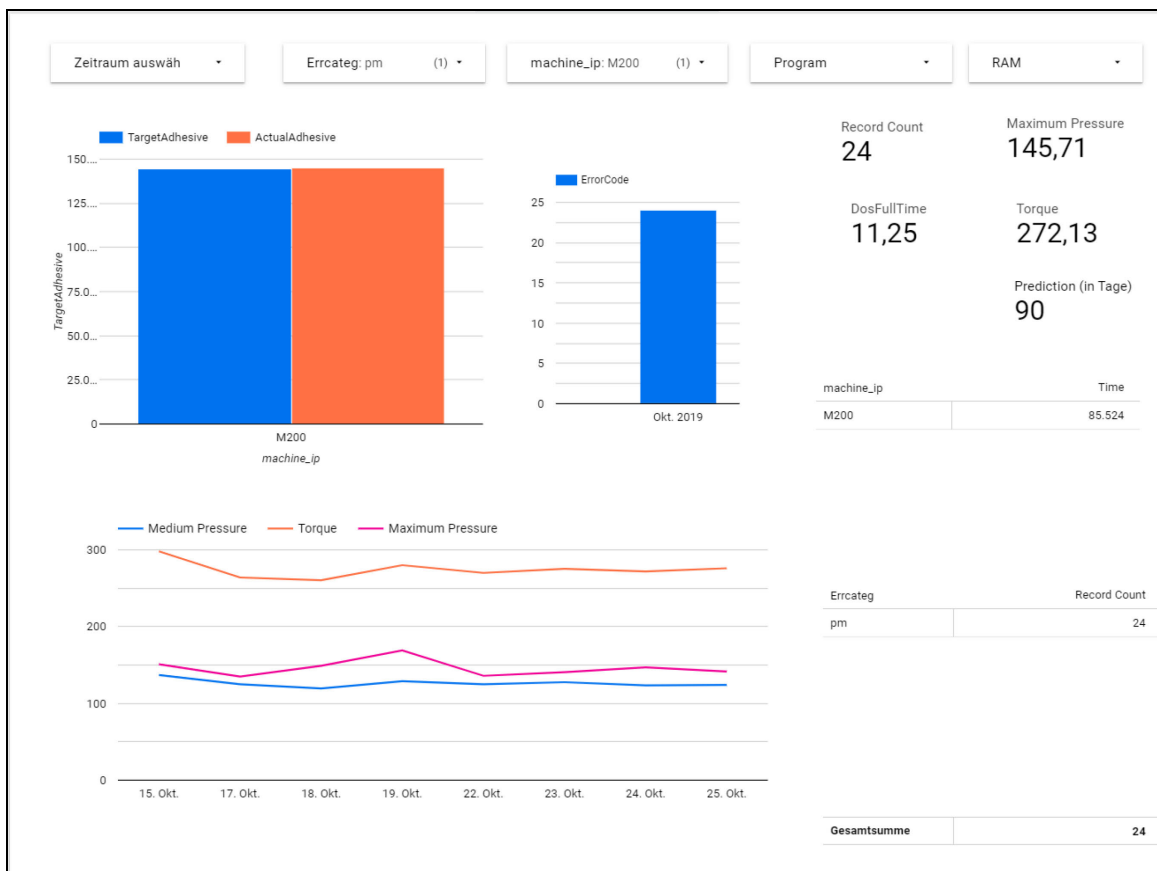 Zeitraum auswäh
Errcateg: pm (1)
machine_ip: M200 (1)
Program
RAM
TargetAdhesive ActualAdhesive
150....
125....
100....
75.0...
50.0...
25.0...
0
TargetAdhesive
M200
machine_ip
ErrorCode
25
20
15
10
5
0
Okt. 2019
Record Count
24
Maximum Pressure
145,71
DosFullTime
11,25
Torque
272,13
Prediction (in Tage)
90
machine_ip Time
M200 85.524
Medium Pressure Torque Maximum Pressure
300
200
100
0
15. Okt. 17. Okt. 18. Okt. 19. Okt. 22. Okt. 23. Okt. 24. Okt. 25. Okt.
Errcateg Record Count
pm 24
Gesamtsumme 24